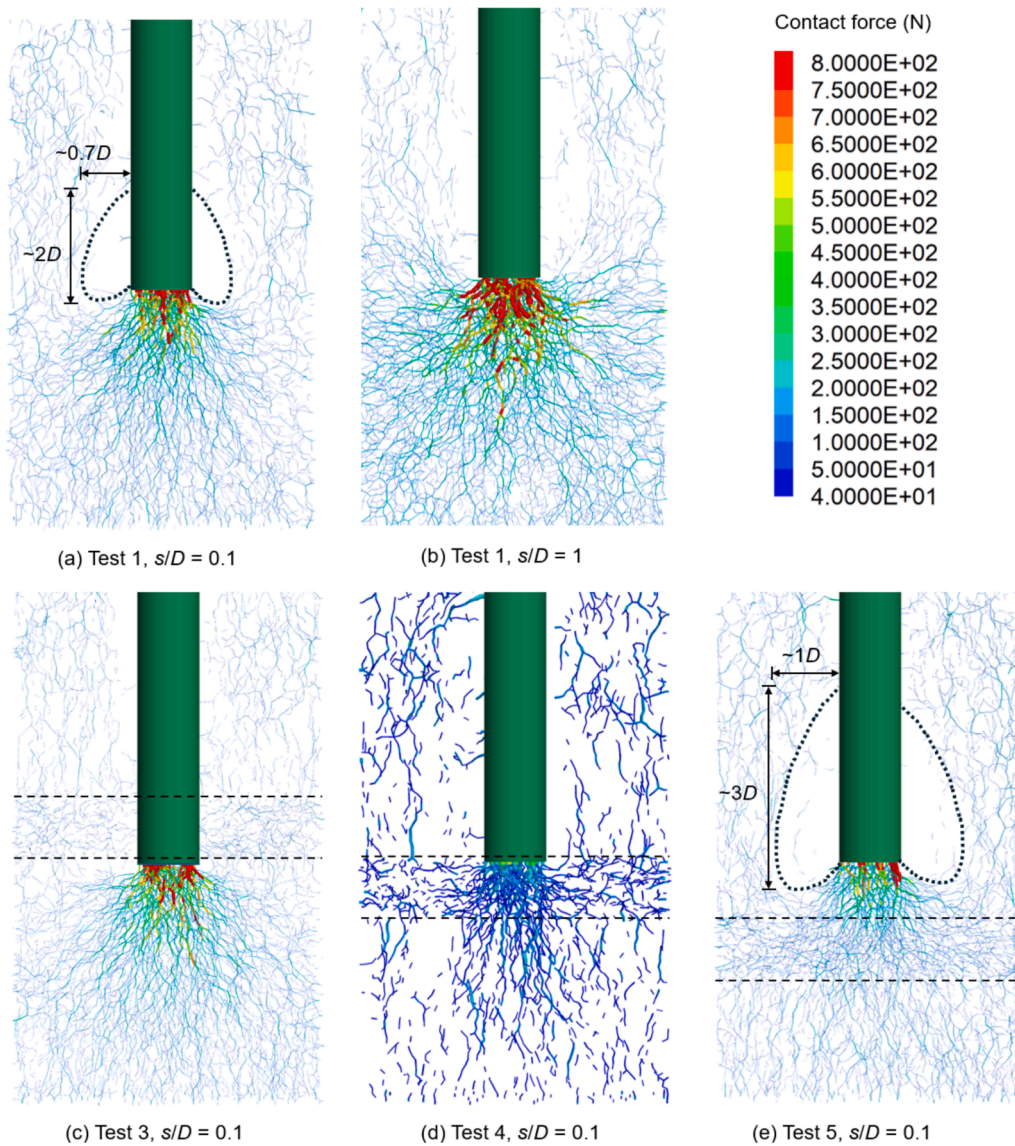 Contact force (N)
8.0000E+02
7.5000E+02
7.0000E+02
6.5000E+02
6.0000E+02
5.5000E+02
5.0000E+02
4.5000E+02
4.0000E+02
3.5000E+02
3.0000E+02
2.5000E+02
2.0000E+02
1.5000E+02
1.0000E+02
5.0000E+01
4.0000E+01
~0.7D
~2D
(a) Test 1, s/D = 0.1
(b) Test 1, s/D = 1
~1D
~3D
(c) Test 3, s/D = 0.1
(d) Test 4, s/D = 0.1
(e) Test 5, s/D = 0.1